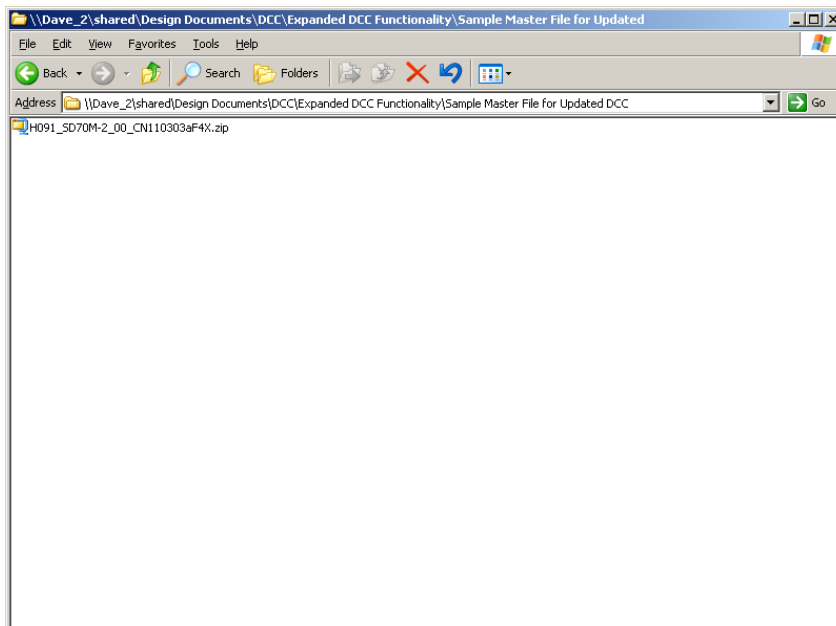 \\Dave_2\shared\Design Documents\DCC\Expanded DCC Functionality\Sample Master File for Updated
File Edit View Favorites Tools Help
Back Search Folders
Address \\Dave_2\shared\Design Documents\DCC\Expanded DCC Functionality\Sample Master File for Updated DCC Go
H091_SD70M-2_00_CN110303aF4X.zip